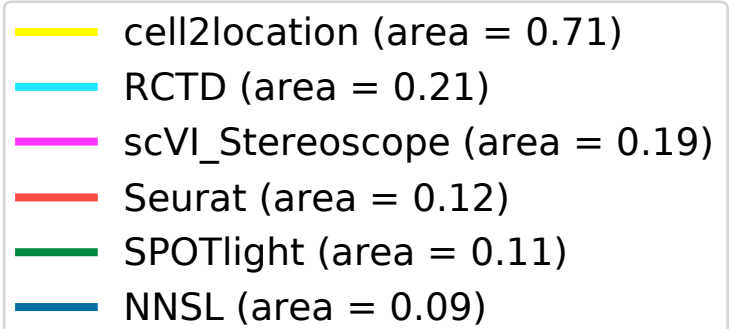 cell2location (area = 0.71)
RCTD (area = 0.21)
scVI_Stereoscope (area = 0.19)
Seurat (area = 0.12)
SPOTlight (area = 0.11)
NNSL (area = 0.09)